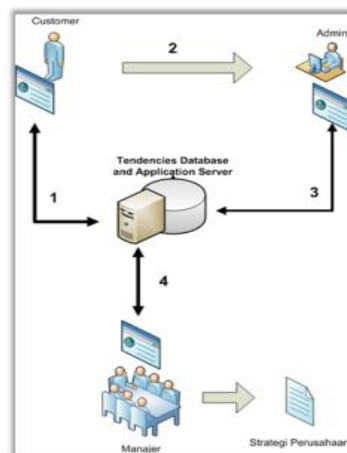 Customer
Admin
2
1
Tendencies Database
and Application Server
3
4
Manajer
Strategi Perusahaan